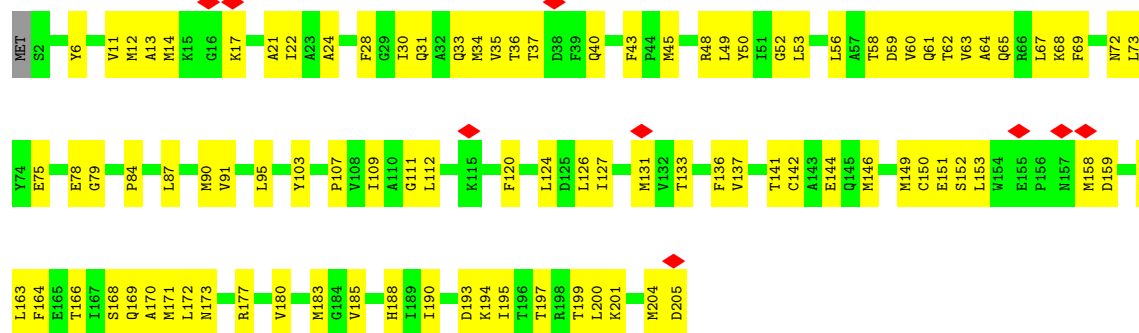 MET S2 Y6 V11 M12 A13 M14 K15 G16 K17 A21 I22 A23 A24 F28 G29 I30 Q31 A32 Q33 M34 V35 T36 T37 D38 F39 Q40 F43 P44 M45 R48 L49 Y50 I51 G52 L53 L56 A57 T58 D59 V60 Q61 T62 V63 A64 Q65 R66 L67 K68 F69 N72 L73
Y74 E75 E78 G79 P84 L87 M90 V91 L95 Y103 P107 V108 I109 A110 G111 L112 K115 F120 L124 D125 L126 I127 M131 V132 T133 F136 V137 T141 C142 A143 E144 Q145 M146 M149 C150 E151 S152 L153 W154 E155 P156 N157 M158 D159
L163 F164 E165 T166 I167 S168 Q169 A170 M171 L172 N173 R177 V180 M183 G184 V185 H188 I189 I190 D193 K194 I195 T196 T197 R198 T199 L200 K201 M204 D205